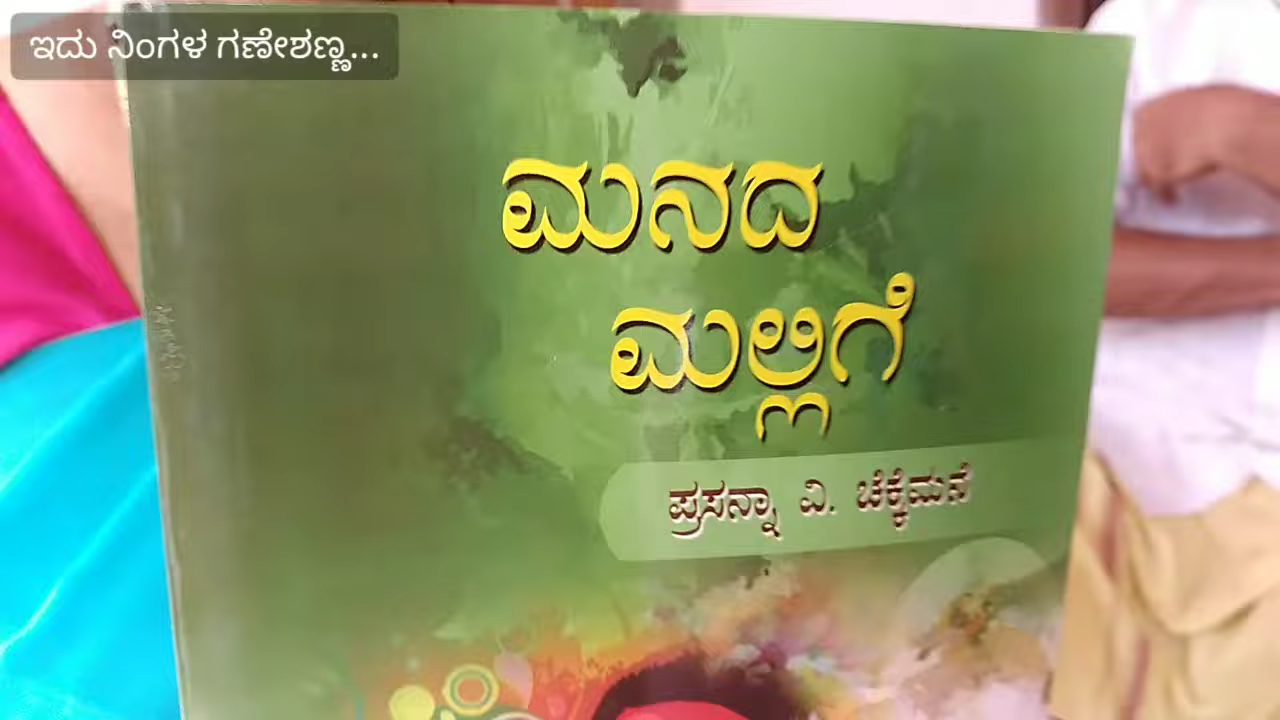 ಇದು ನಿಂಗಳ ಗಣೇಶಣ್ಣ...
ಮನದ
ಮಲ್ಲಿಗೆ
ಪ್ರಸನ್ನಾ ವಿ. ಚೆಕ್ಕೆಮನೆ